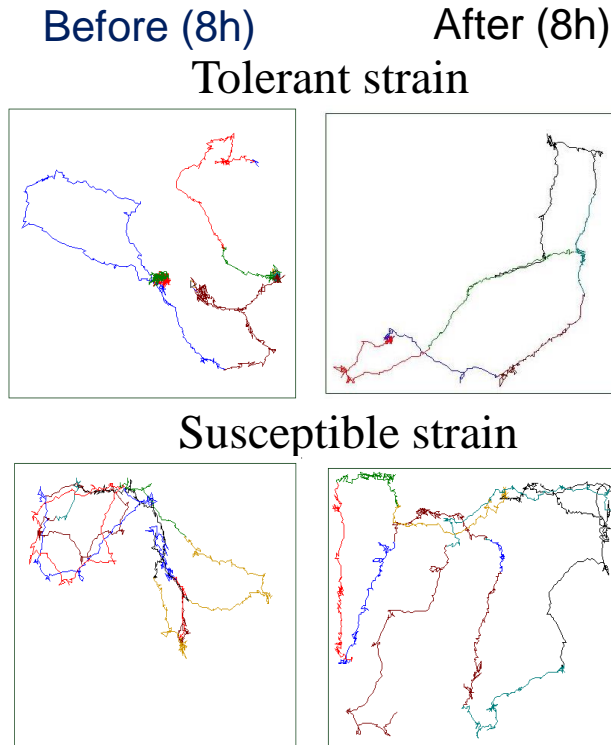 Before (8h) After (8h)
Tolerant strain
Susceptible strain